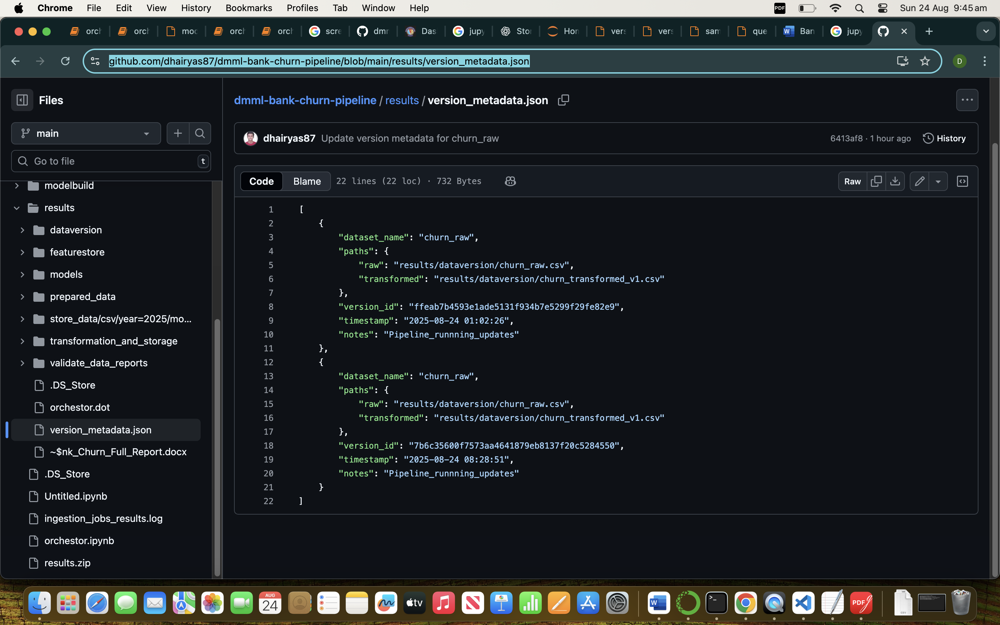 Chrome File Edit View History Bookmarks Profiles Tab Window Help PDF Sun 24 Aug 9:45 am
orch orch moc orch orch scre dmr Das jupy Stor Hon vers vers sam que Ban jupy
github.com/dhairyas87/dmml-bank-churn-pipeline/blob/main/results/version_metadata.json D
Files
main
Go to file t
modelbuild
results
dataversion
featurestore
models
prepared_data
store_data/csv/year=2025/mo...
transformation_and_storage
validate_data_reports
.DS_Store
orchestor.dot
version_metadata.json
~$nk_Churn_Full_Report.docx
.DS_Store
Untitled.ipynb
ingestion_jobs_results.log
orchestor.ipynb
results.zip
dmml-bank-churn-pipeline / results / version_metadata.json
dhairyas87 Update version metadata for churn_raw 6413af8 · 1 hour ago History
Code Blame 22 lines (22 loc) · 732 Bytes Raw
1 [
2 {
3 "dataset_name": "churn_raw",
4 "paths": {
5 "raw": "results/dataversion/churn_raw.csv",
6 "transformed": "results/dataversion/churn_transformed_v1.csv"
7 },
8 "version_id": "ffeab7b4593e1ade5131f934b7e5299f29fe82e9",
9 "timestamp": "2025-08-24 01:02:26",
10 "notes": "Pipeline_runnning_updates"
11 },
12 {
13 "dataset_name": "churn_raw",
14 "paths": {
15 "raw": "results/dataversion/churn_raw.csv",
16 "transformed": "results/dataversion/churn_transformed_v1.csv"
17 },
18 "version_id": "7b6c35600f7573aa4641879eb8137f20c5284550",
19 "timestamp": "2025-08-24 08:28:51",
20 "notes": "Pipeline_runnning_updates"
21 }
22 ]
AUG
24
tv
W
PDF
CSV